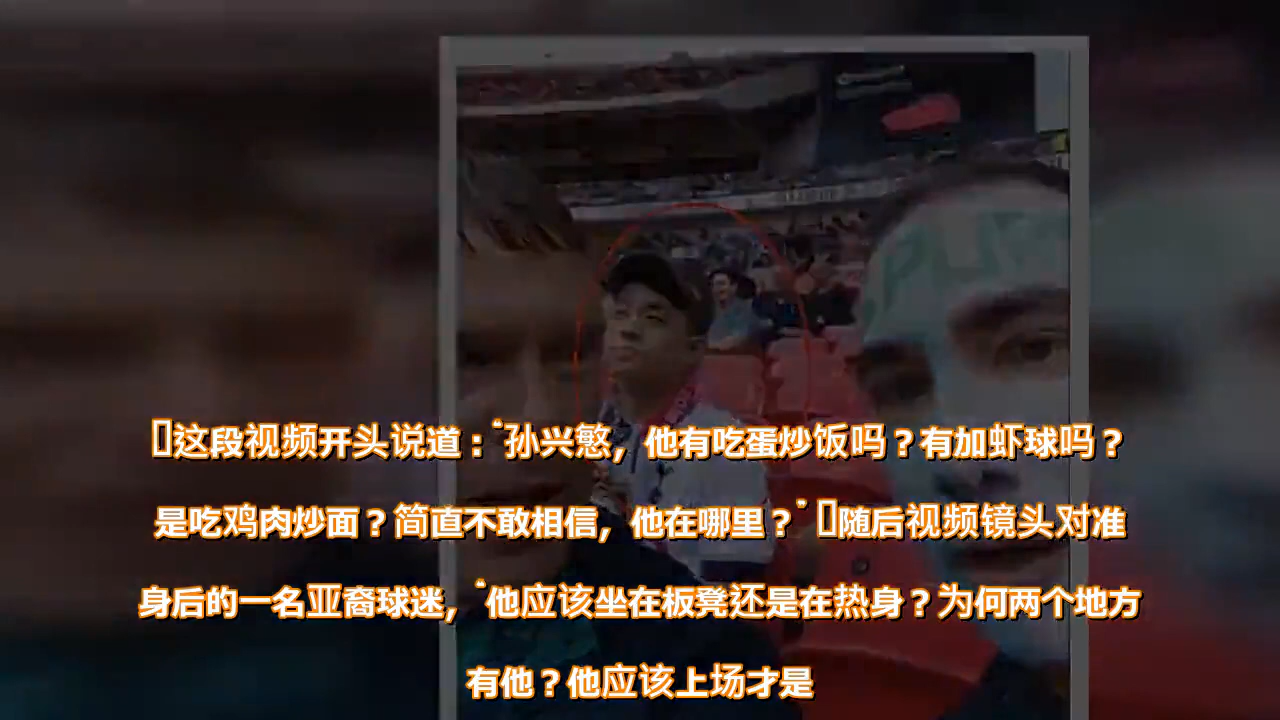 这段视频开头说道："孙兴慜，他有吃蛋炒饭吗？有加虾球吗？
是吃鸡肉炒面？简直不敢相信，他在哪里？" 随后视频镜头对准
身后的一名亚裔球迷，"他应该坐在板凳还是在热身？为何两个地方
有他？他应该上场才是